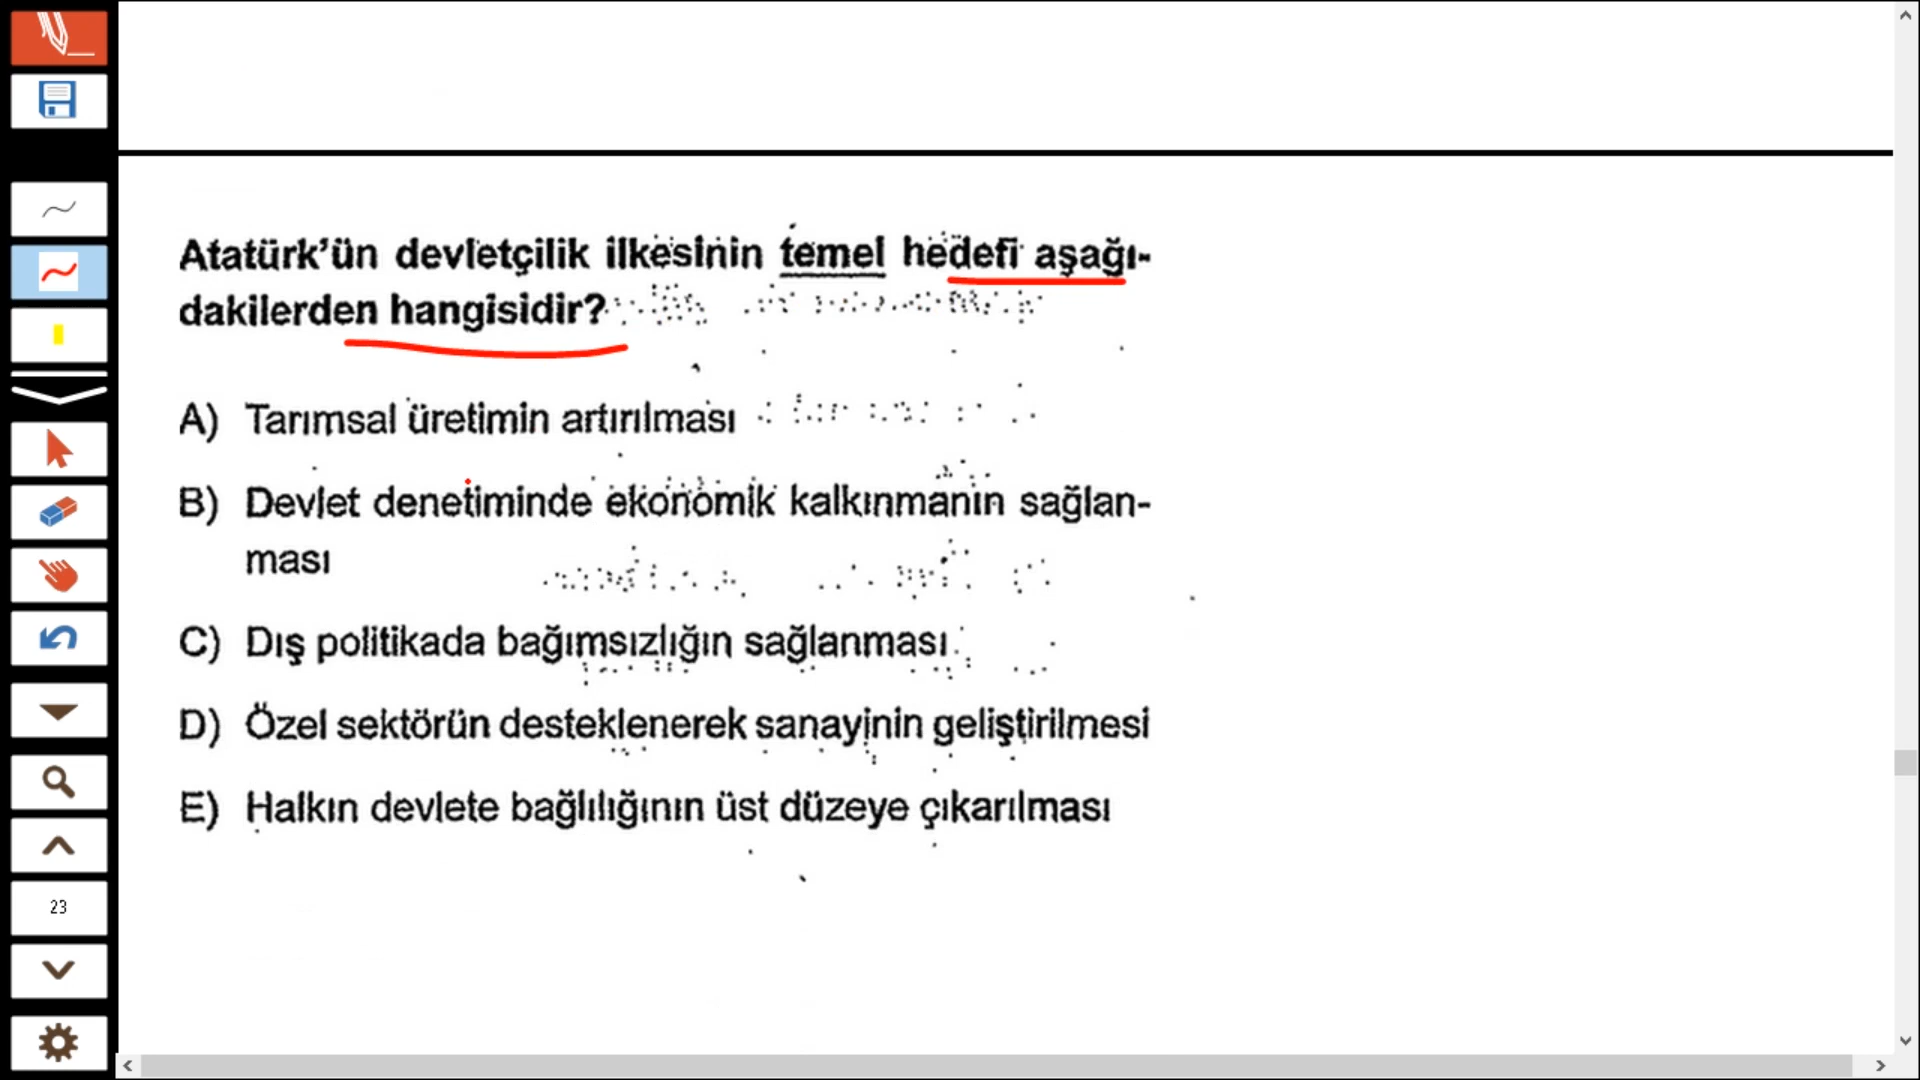 Atatürk'ün devletçilik ilkesinin temel hedefi aşağı-
dakilerden hangisidir?
A) Tarımsal üretimin artırılması
B) Devlet denetiminde ekonomik kalkınmanın sağlan-
ması
C) Dış politikada bağımsızlığın sağlanması
D) Özel sektörün desteklenerek sanayinin geliştirilmesi
E) Halkın devlete bağlılığının üst düzeye çıkarılması
23